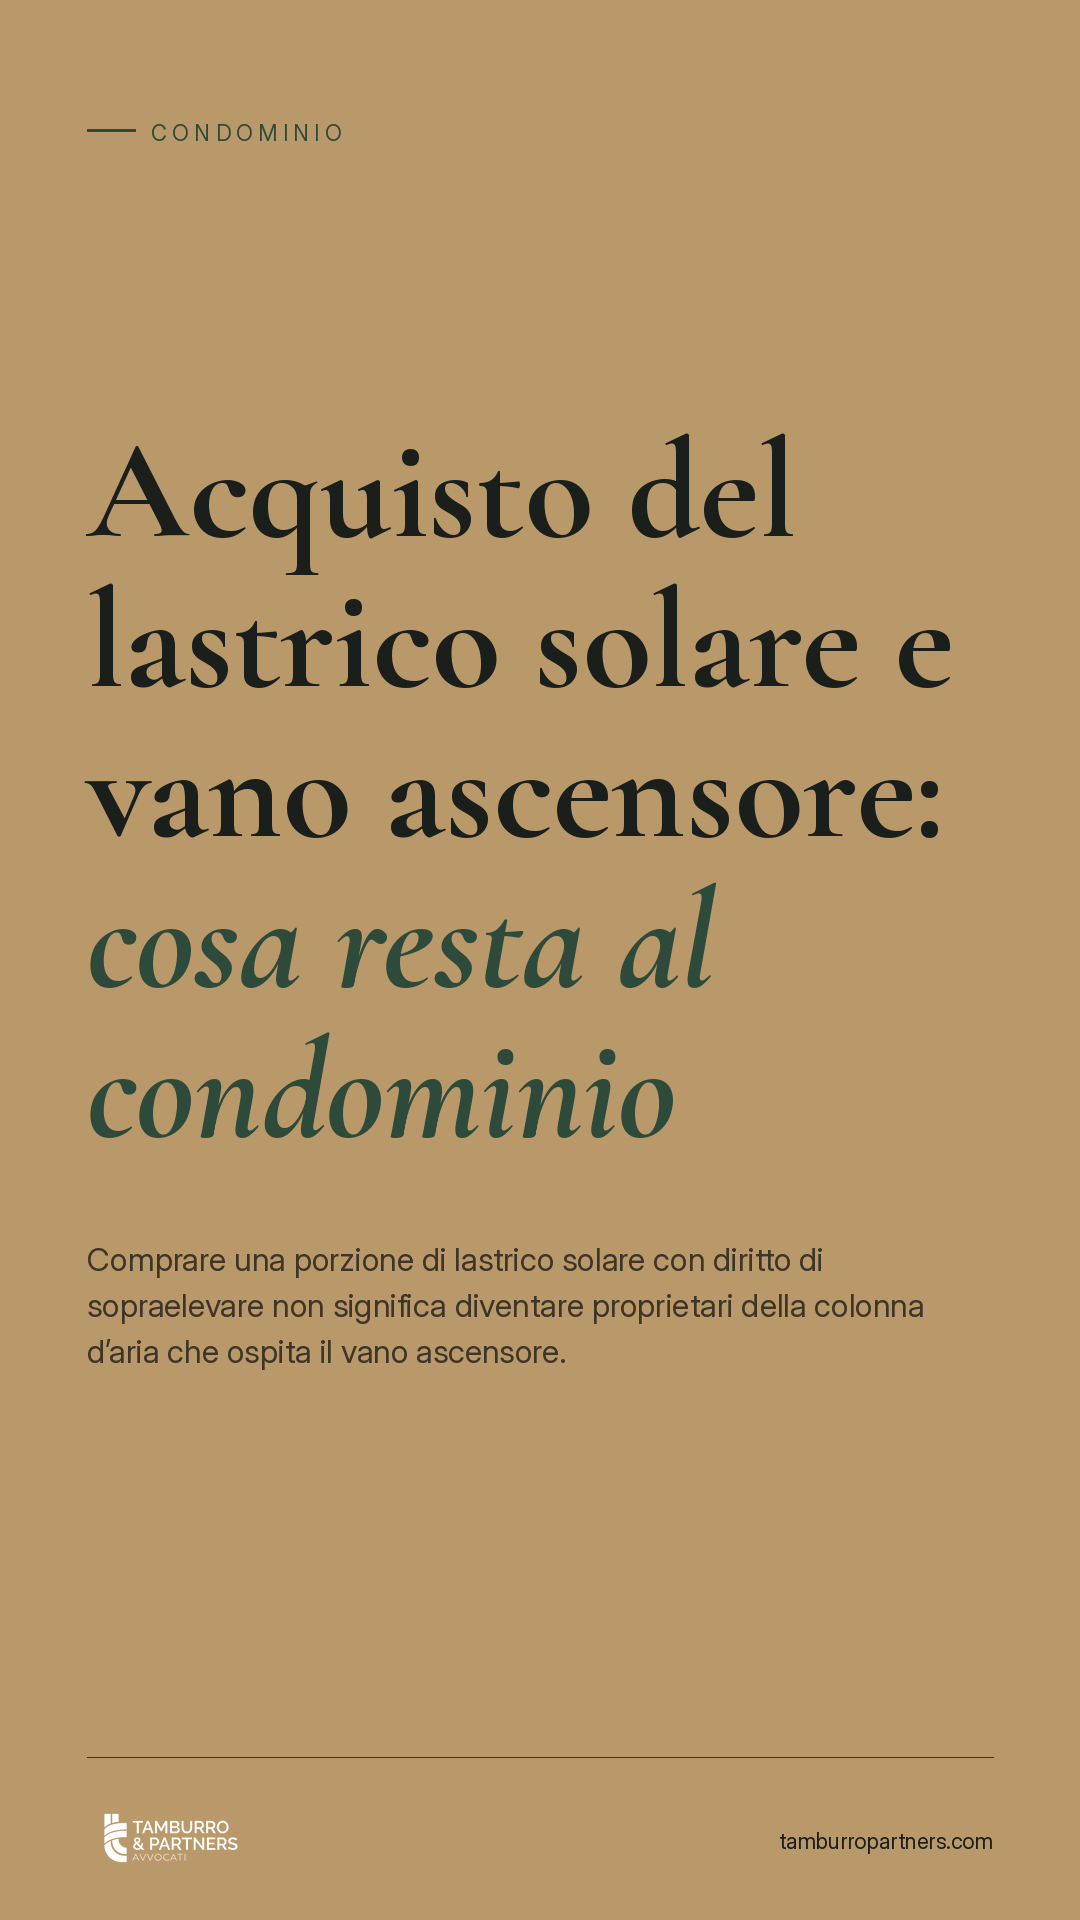 CONDOMINIO
Acquisto del
lastrico solare e
vano ascensore:
cosa resta al
condominio
Comprare una porzione di lastrico solare con diritto di
sopraelevare non significa diventare proprietari della colonna
d’aria che ospita il vano ascensore.
TAMBURRO
& PARTNERS
AVVOCATI
tamburropartners.com